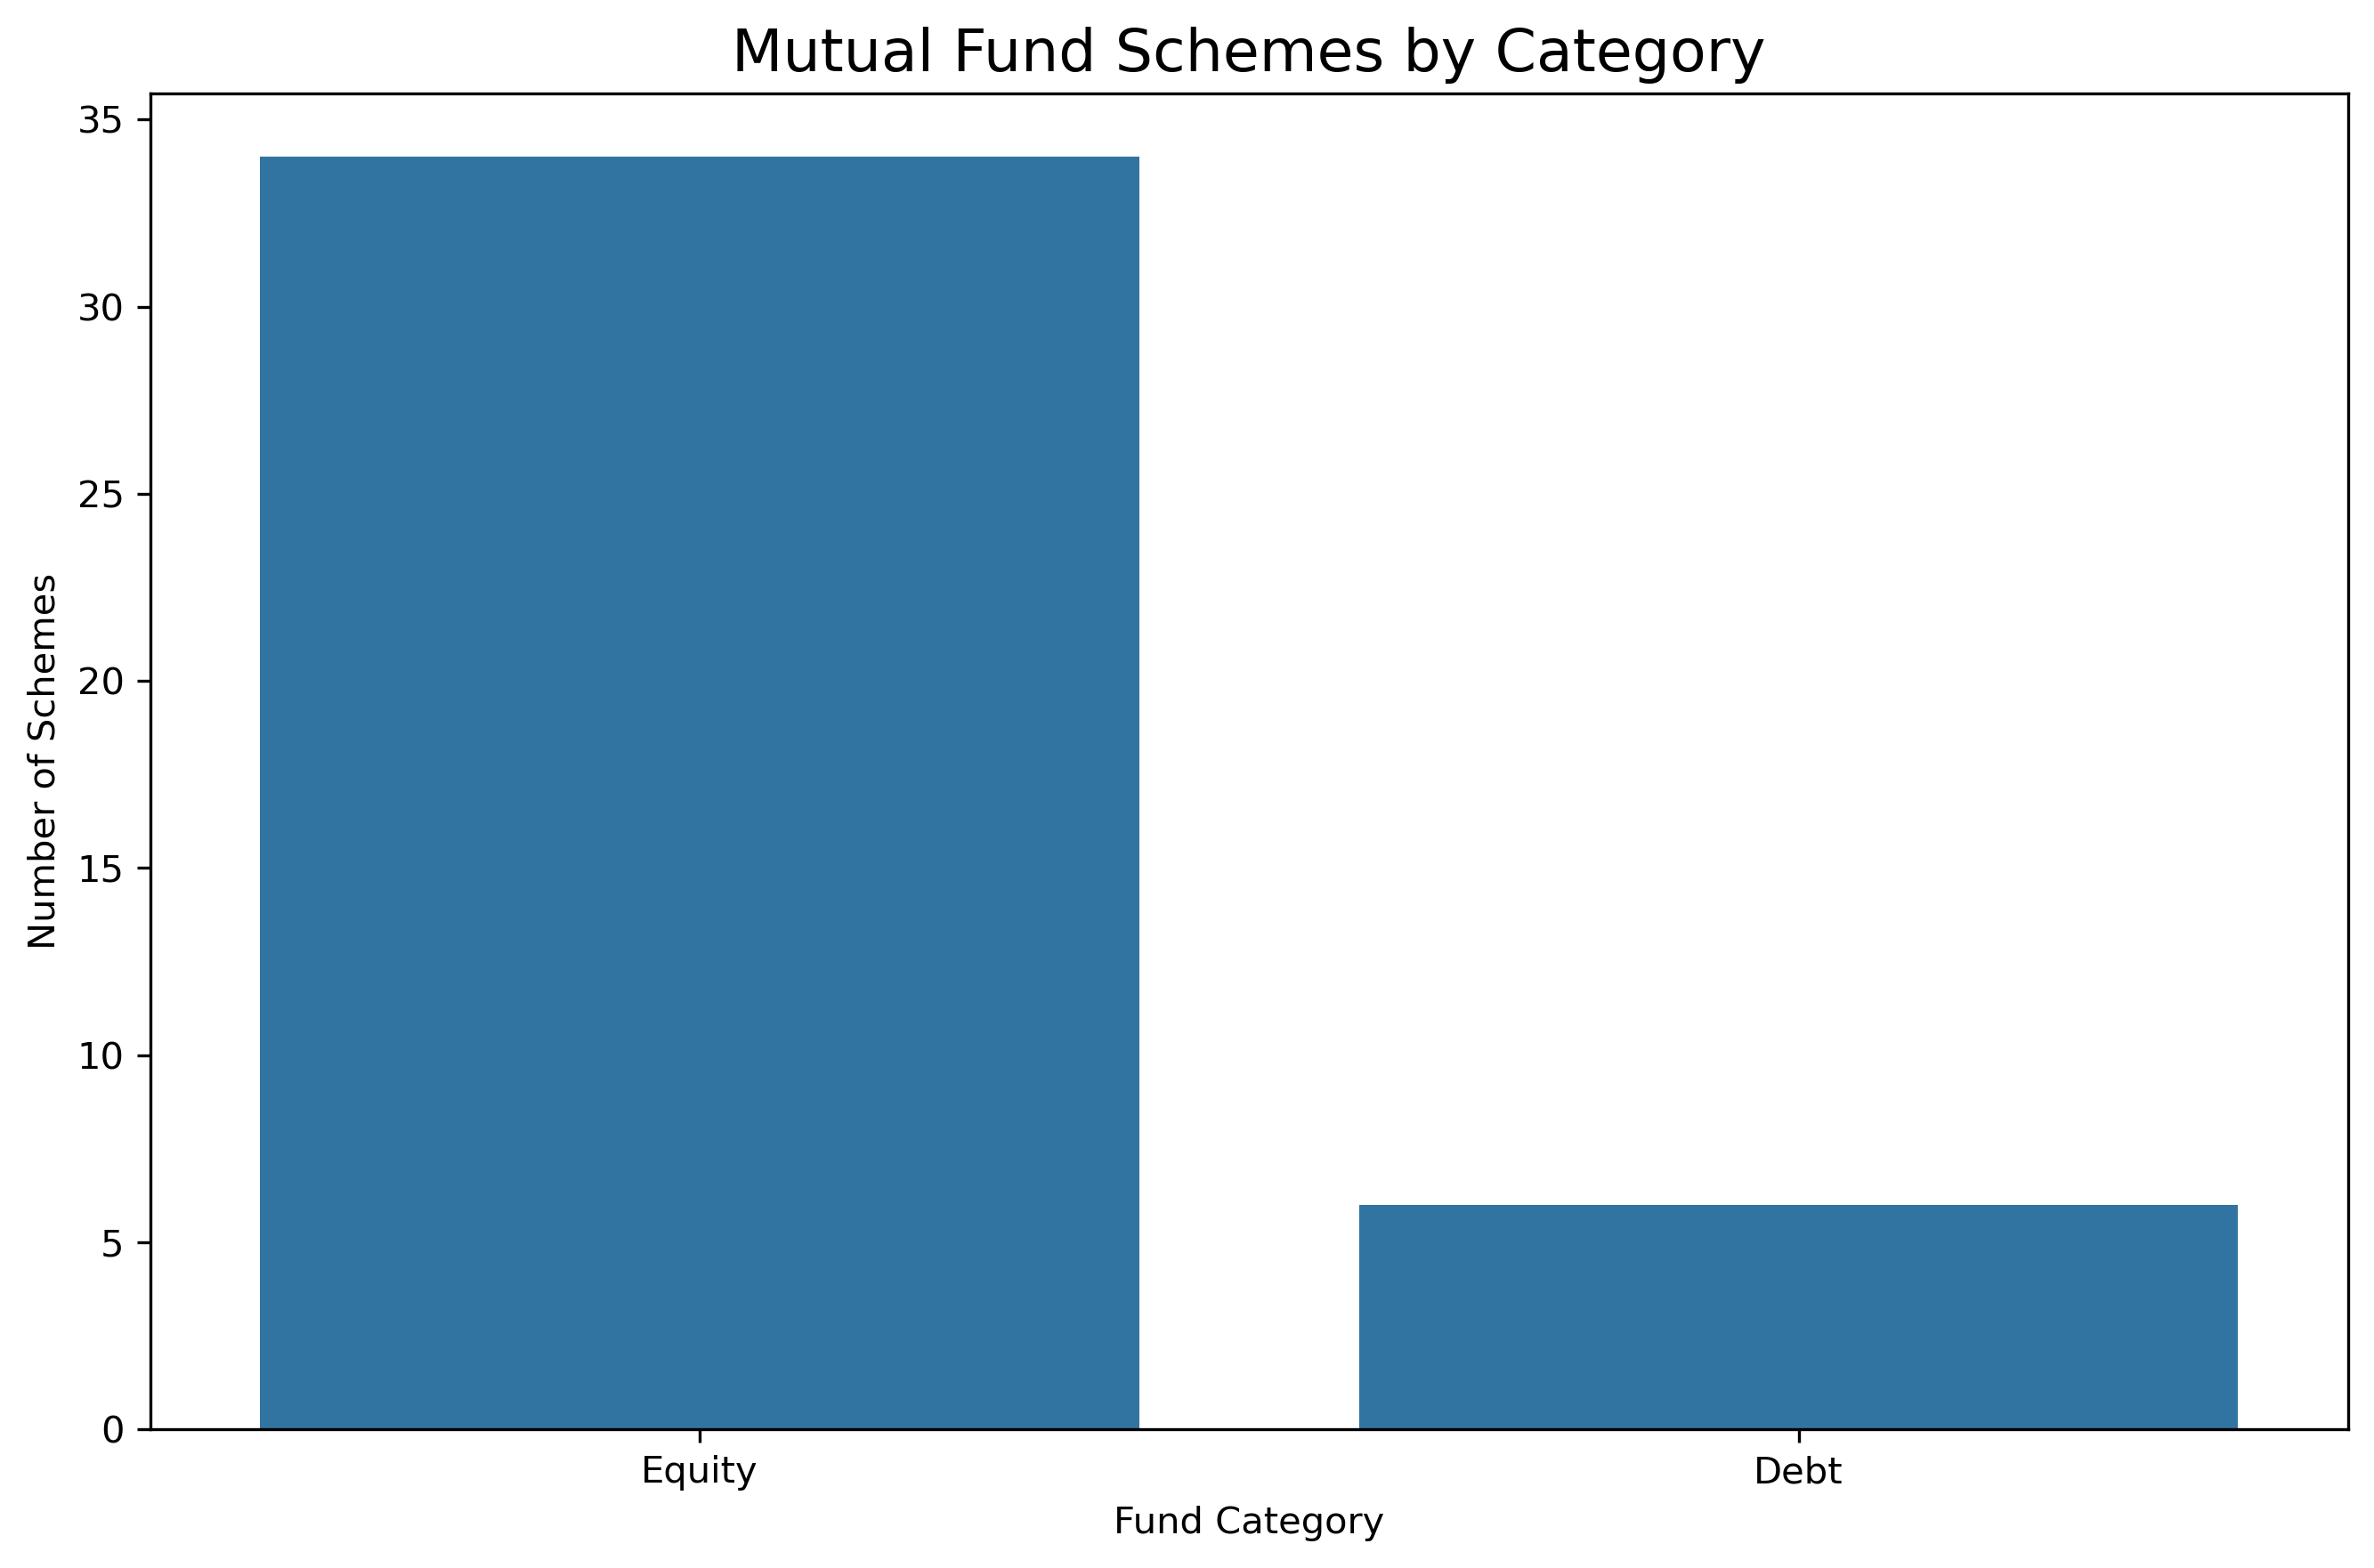 Mutual Fund Schemes by Category
Number of Schemes
35
30
25
20
15
10
5
0
Equity
Debt
Fund Category